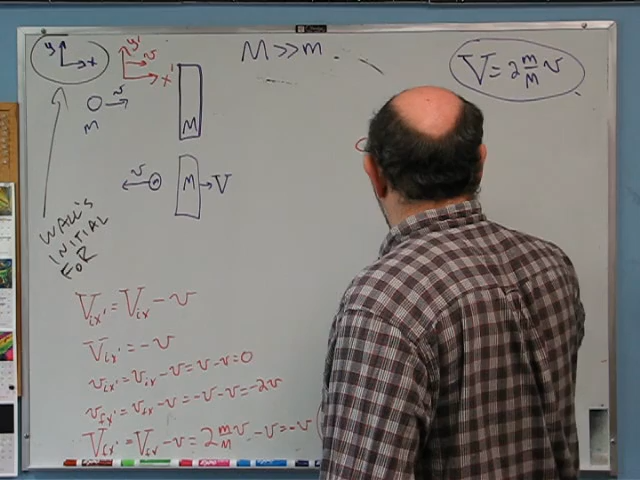 M >> m
V = 2 m/M v
y
x
y'
v
x'
v
m
M
v
M
V
WALL'S
INITIAL
FOR
V_ix' = V_ix - v
V_ix' = -v
v_ix' = v_ix - v = v - v = 0
v_fx' = v_fx - v = -v - v = -2v
V_fx' = V_fx - v = 2 m/M v - v = -v